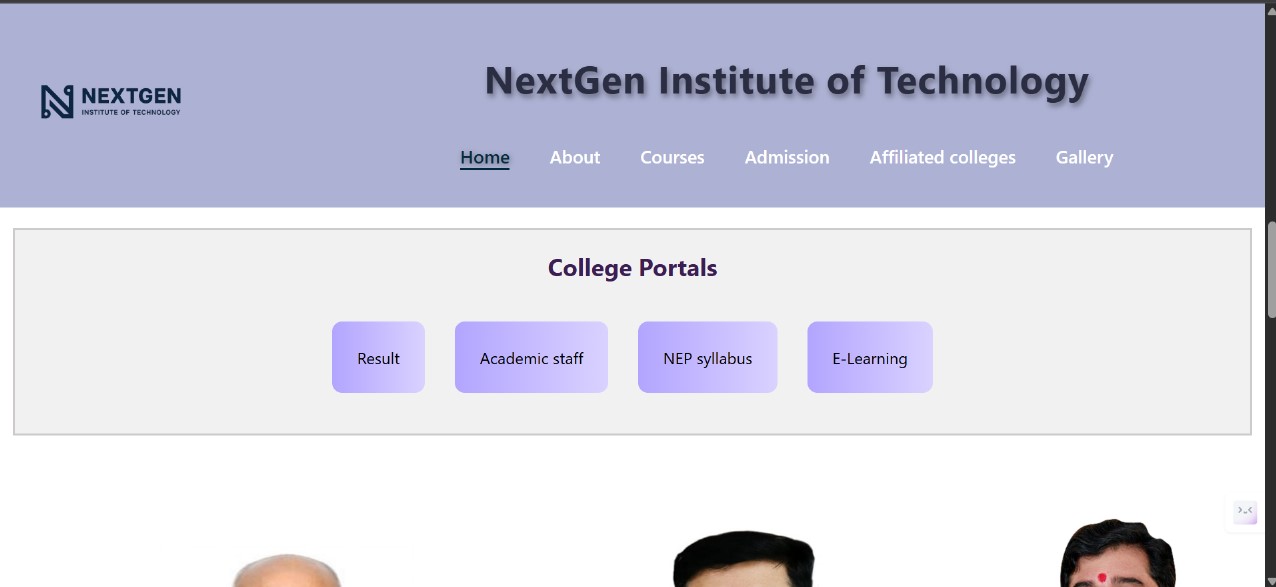 NEXTGEN
INSTITUTE OF TECHNOLOGY
NextGen Institute of Technology
Home About Courses Admission Affiliated colleges Gallery
College Portals
Result Academic staff NEP syllabus E-Learning